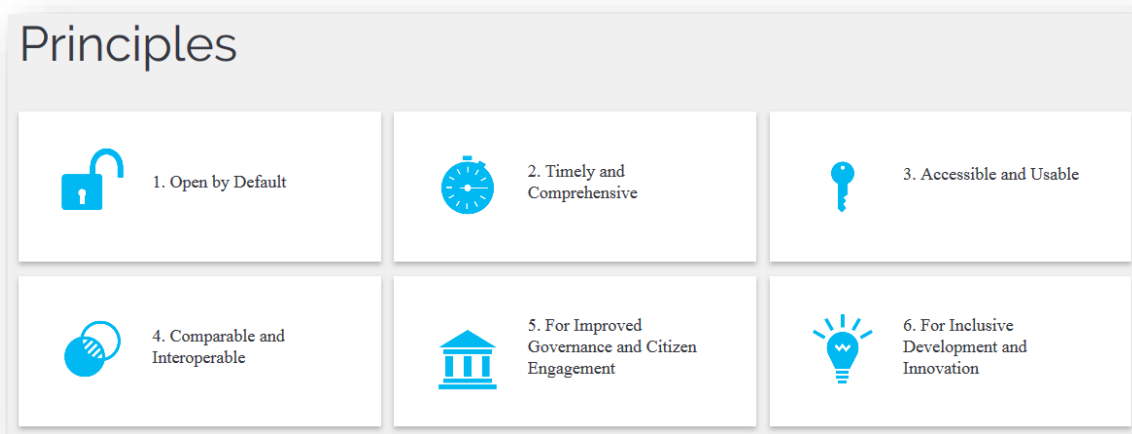 Principles
1. Open by Default
2. Timely and
Comprehensive
3. Accessible and Usable
4. Comparable and
Interoperable
5. For Improved
Governance and Citizen
Engagement
6. For Inclusive
Development and
Innovation